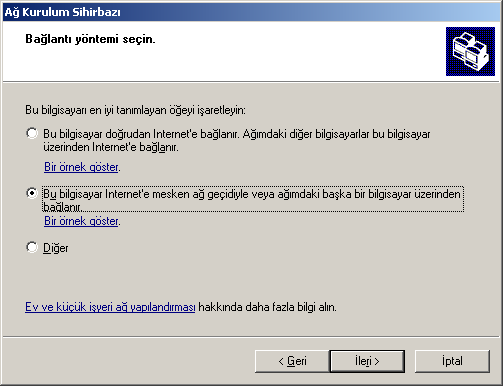 Ağ Kurulum Sihirbazı
Bağlantı yöntemi seçin.
Bu bilgisayarı en iyi tanımlayan öğeyi işaretleyin:
Bu bilgisayar doğrudan Internet'e bağlanır. Ağımdaki diğer bilgisayarlar bu bilgisayar
üzerinden Internet'e bağlanır.
Bir örnek göster.
Bu bilgisayar Internet'e mesken ağ geçidiyle veya ağımdaki başka bir bilgisayar üzerinden
bağlanır.
Bir örnek göster.
Diğer
Ev ve küçük işyeri ağ yapılandırması hakkında daha fazla bilgi alın.
< Geri
İleri >
İptal